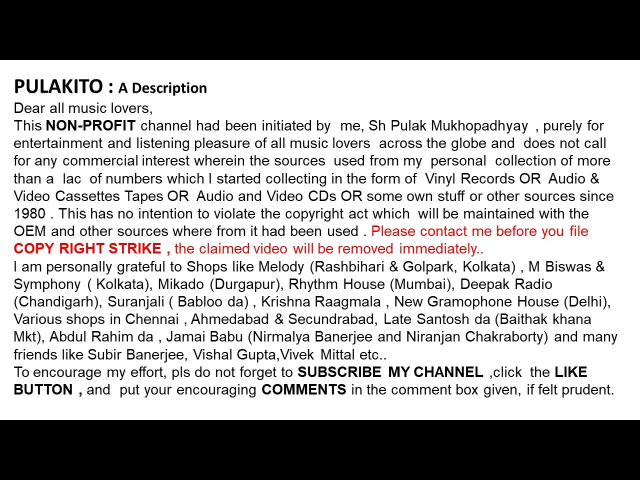 PULAKITO : A Description
Dear all music lovers,
This NON-PROFIT channel had been initiated by me, Sh Pulak Mukhopadhyay , purely for
entertainment and listening pleasure of all music lovers across the globe and does not call
for any commercial interest wherein the sources used from my personal collection of more
than a lac of numbers which I started collecting in the form of Vinyl Records OR Audio &
Video Cassettes Tapes OR Audio and Video CDs OR some own stuff or other sources since
1980 . This has no intention to violate the copyright act which will be maintained with the
OEM and other sources where from it had been used . Please contact me before you file
COPY RIGHT STRIKE , the claimed video will be removed immediately..
I am personally grateful to Shops like Melody (Rashbihari & Golpark, Kolkata) , M Biswas &
Symphony ( Kolkata), Mikado (Durgapur), Rhythm House (Mumbai), Deepak Radio
(Chandigarh), Suranjali ( Babloo da) , Krishna Raagmala , New Gramophone House (Delhi),
Various shops in Chennai , Ahmedabad & Secundrabad, Late Santosh da (Baithak khana
Mkt), Abdul Rahim da , Jamai Babu (Nirmalya Banerjee and Niranjan Chakraborty) and many
friends like Subir Banerjee, Vishal Gupta,Vivek Mittal etc..
To encourage my effort, pls do not forget to SUBSCRIBE MY CHANNEL ,click the LIKE
BUTTON , and put your encouraging COMMENTS in the comment box given, if felt prudent.